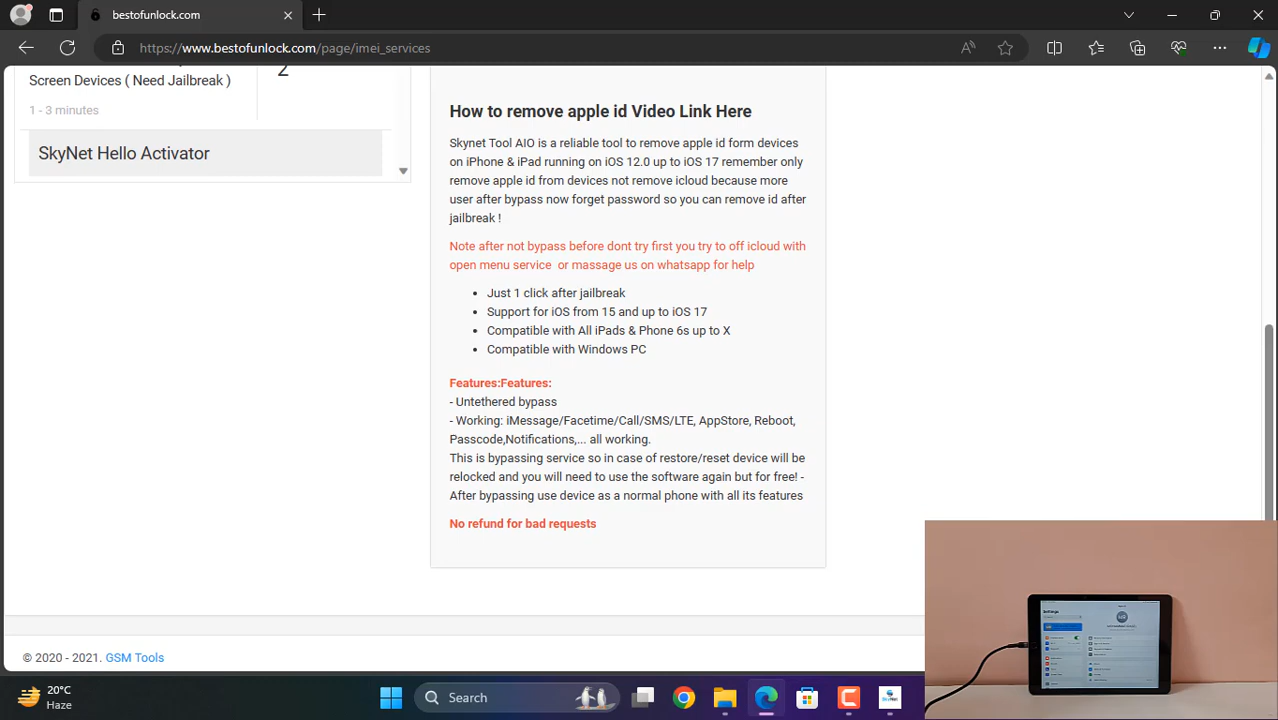 bestofunlock.com
https://www.bestofunlock.com/page/imei_services
Screen Devices ( Need Jailbreak )
2
1 - 3 minutes
SkyNet Hello Activator
How to remove apple id Video Link Here
Skynet Tool AIO is a reliable tool to remove apple id form devices
on iPhone & iPad running on iOS 12.0 up to iOS 17 remember only
remove apple id from devices not remove icloud because more
user after bypass now forget password so you can remove id after
jailbreak !
Note after not bypass before dont try first you try to off icloud with
open menu service or massage us on whatsapp for help
• Just 1 click after jailbreak
• Support for iOS from 15 and up to iOS 17
• Compatible with All iPads & Phone 6s up to X
• Compatible with Windows PC
Features:Features:
- Untethered bypass
- Working: iMessage/Facetime/Call/SMS/LTE, AppStore, Reboot,
Passcode,Notifications,... all working.
This is bypassing service so in case of restore/reset device will be
relocked and you will need to use the software again but for free! -
After bypassing use device as a normal phone with all its features
No refund for bad requests
© 2020 - 2021. GSM Tools
20°C
Haze
Search
Settings